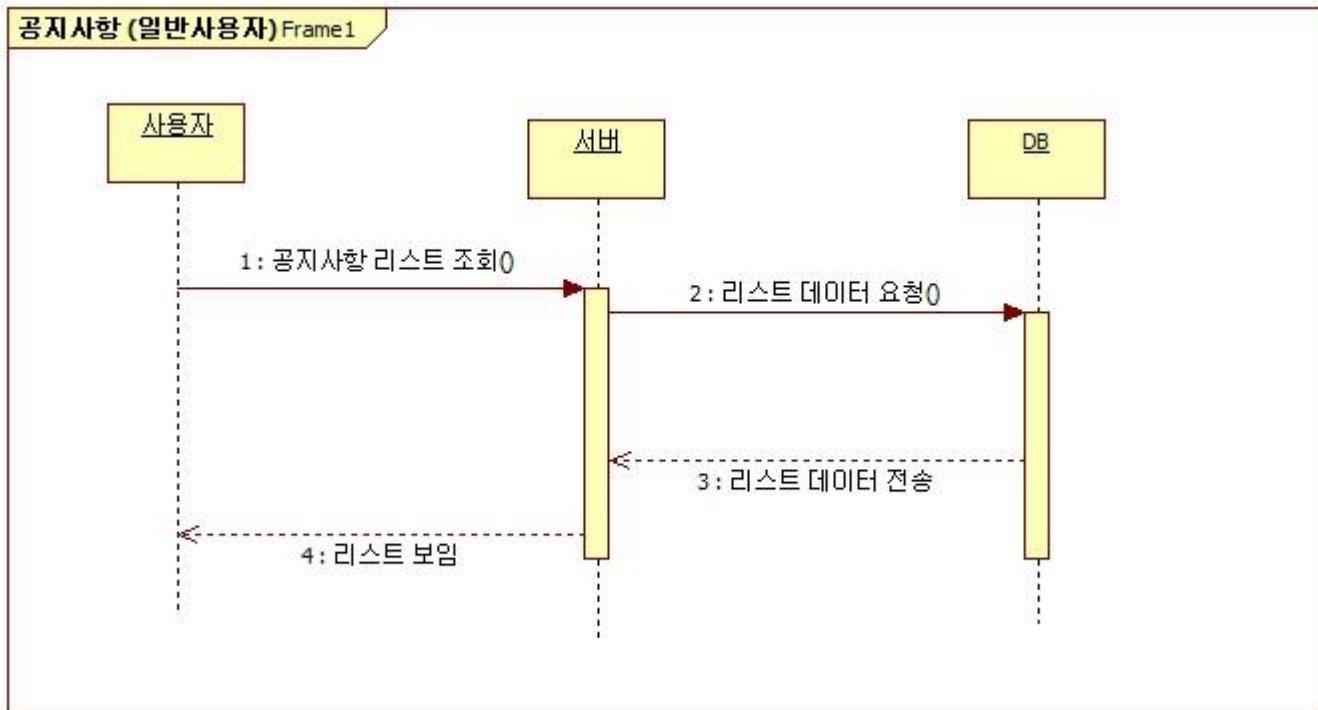 공지사항 (일반사용자) Frame1
사용자
서버
DB
1 : 공지사항 리스트 조회()
2 : 리스트 데이터 요청()
3 : 리스트 데이터 전송
4 : 리스트 보임